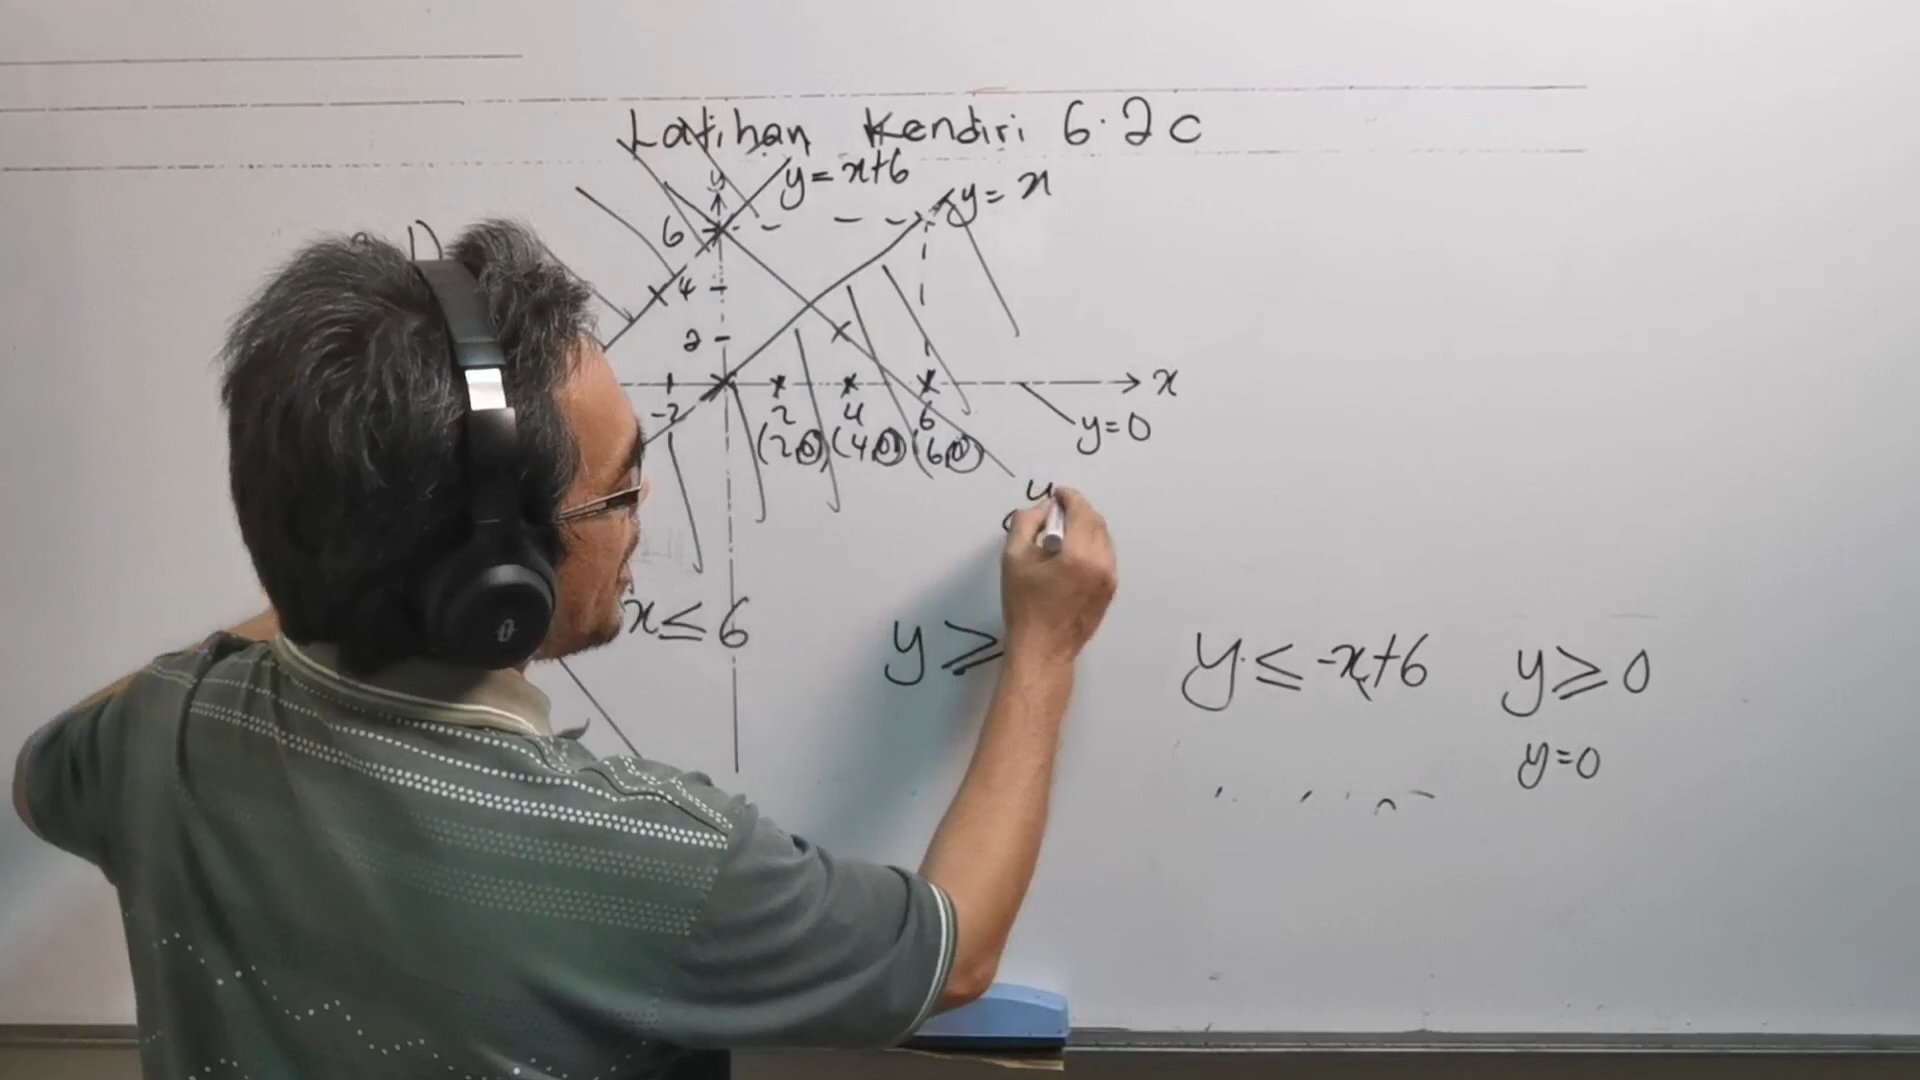 Latihan Kendiri 6.2c
y = x+6
y = x
y
6
4
2
x
-2
2
4
6
(2,0) (4,0) (6,0)
y=0
y
x ≤ 6
y ≥
y ≤ -x+6
y ≥ 0
y=0